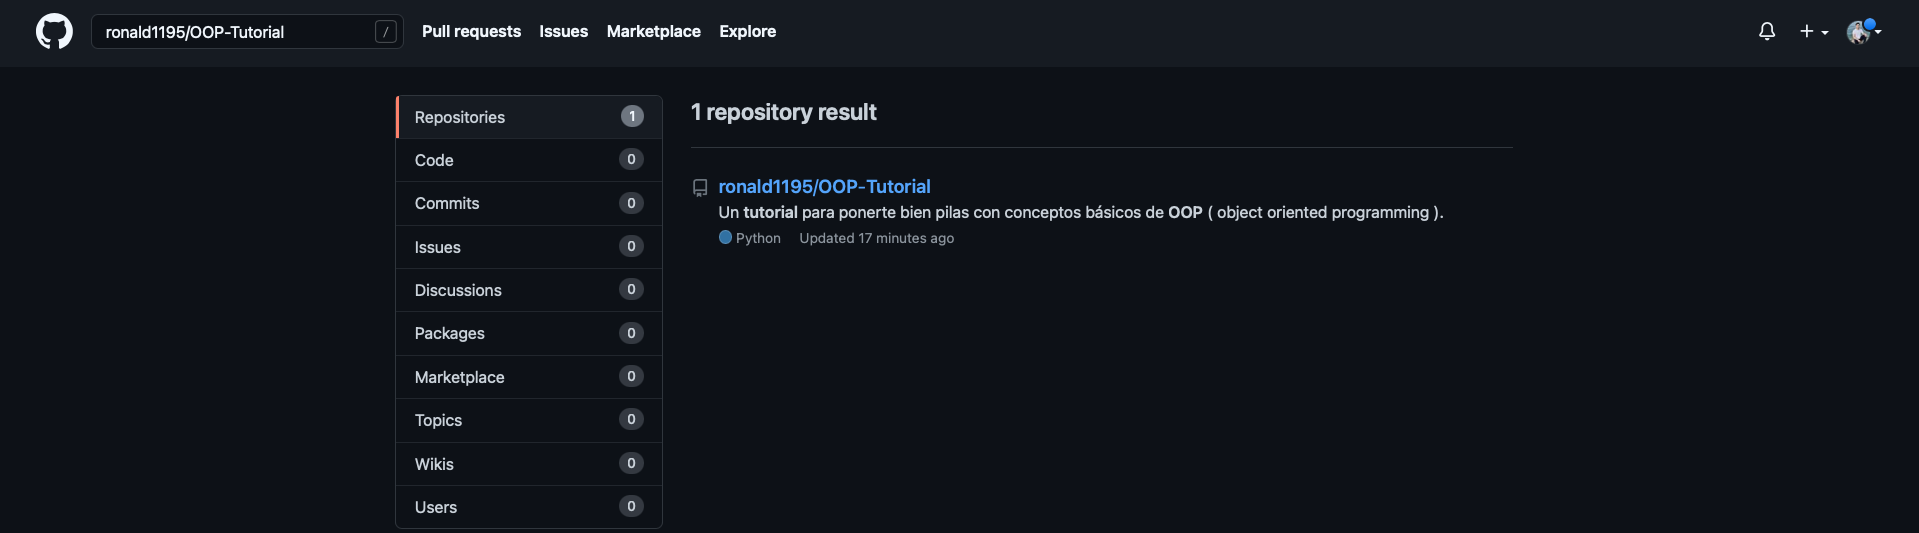 ronald1195/OOP-Tutorial / Pull requests Issues Marketplace Explore
Repositories 1
Code 0
Commits 0
Issues 0
Discussions 0
Packages 0
Marketplace 0
Topics 0
Wikis 0
Users 0
1 repository result
ronald1195/OOP-Tutorial
Un tutorial para ponerte bien pilas con conceptos básicos de OOP ( object oriented programming ).
Python Updated 17 minutes ago